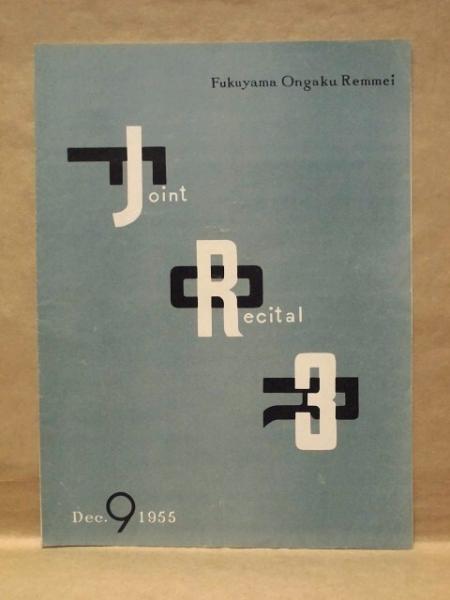 Fukuyama Ongaku Remmei
Joint
Recital
3
Dec. 9 1955